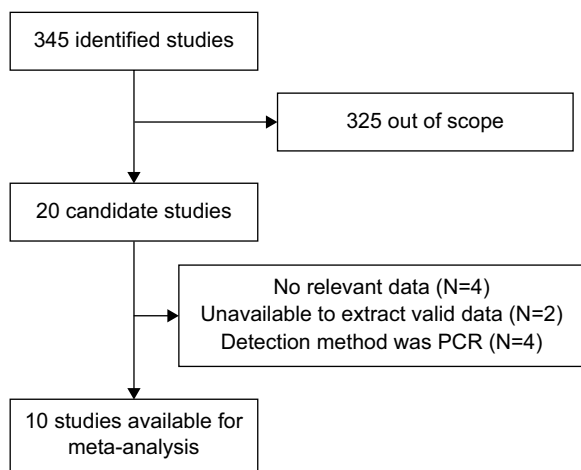 345 identified studies
325 out of scope
20 candidate studies
No relevant data (N=4)
Unavailable to extract valid data (N=2)
Detection method was PCR (N=4)
10 studies available for
meta-analysis